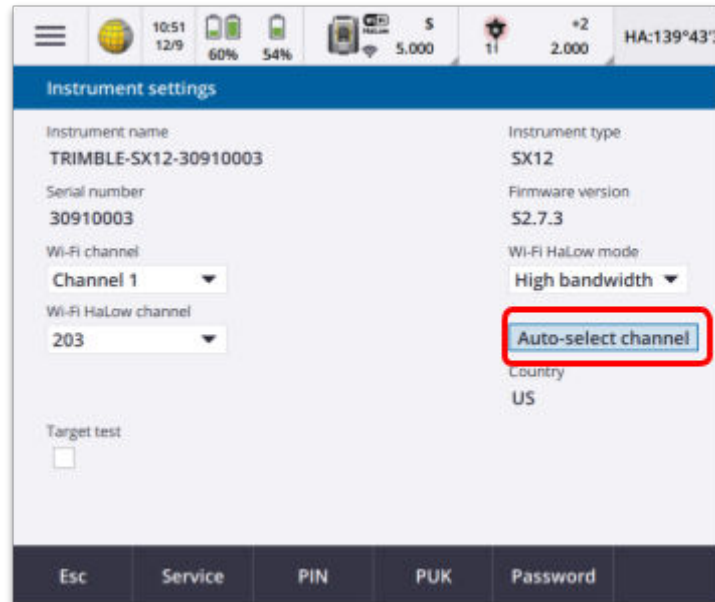 10:51
12/9
60%
54%
S
5.000
11
+2
2.000
HA:139°43'
Instrument settings
Instrument name
TRIMBLE-SX12-30910003
Instrument type
SX12
Serial number
30910003
Firmware version
S2.7.3
Wi-Fi channel
Channel 1
Wi-Fi HaLow mode
High bandwidth
Wi-Fi HaLow channel
203
Auto-select channel
Country
US
Target test
Esc Service PIN PUK Password